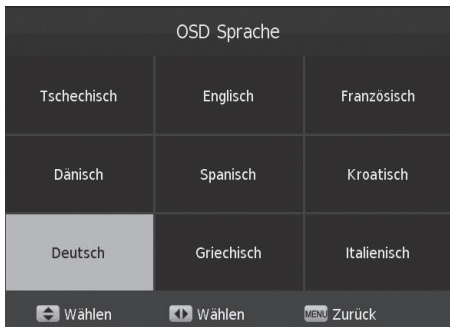 OSD Sprache
Tschechisch Englisch Französisch
Dänisch Spanisch Kroatisch
Deutsch Griechisch Italienisch
Wählen Wählen MENU Zurück